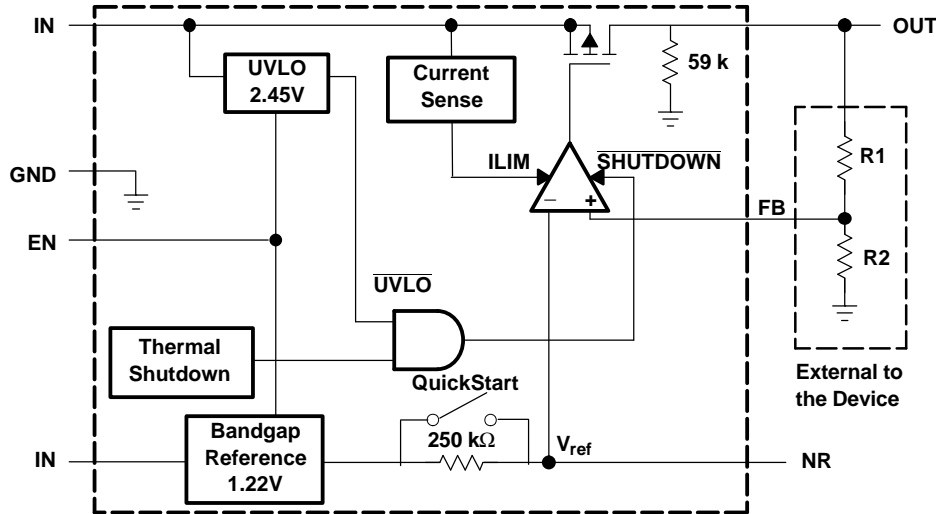 IN
OUT
UVLO
2.45V
Current
Sense
59 k
GND
ILIM
SHUTDOWN
R1
− +
FB
EN
R2
UVLO
Thermal
Shutdown
QuickStart
External to
the Device
IN
Bandgap
Reference
1.22V
250 kΩ
Vref
NR